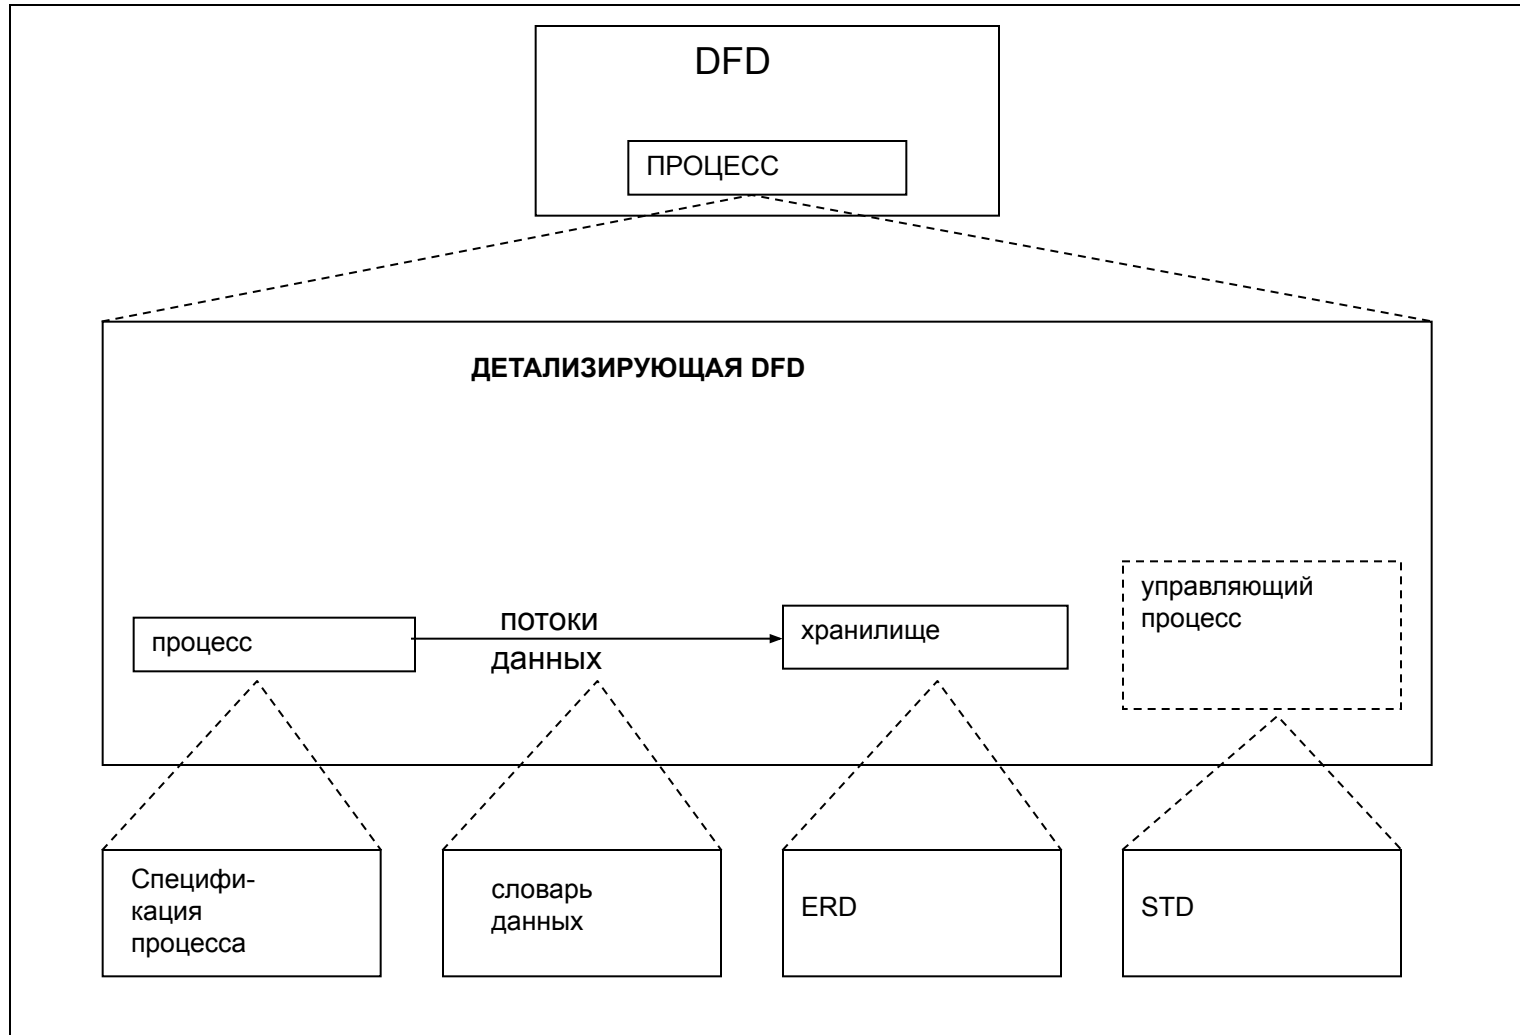 DFD
ПРОЦЕСС
ДЕТАЛИЗИРУЮЩАЯ DFD
процесс
потоки
данных
хранилище
управляющий
процесс
Специфи-
кация
процесса
словарь
данных
ERD
STD